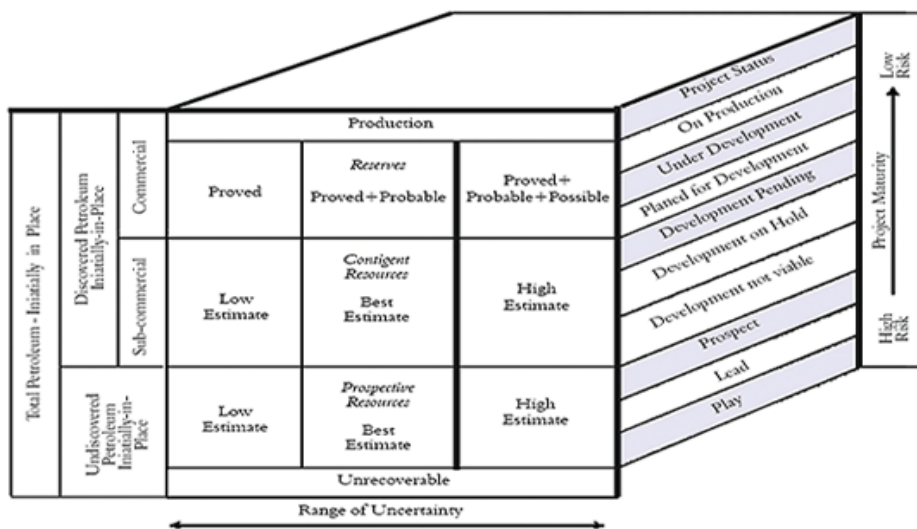 Total Petroleum - Iniatially in Place
Discovered Petroleum
Iniatially-in-Place
Commercial
Sub-commercial
Undiscovered
Petroleum
Iniatially-in-
Place
Production
Proved
Reserves
Proved+Probable
Proved+
Probable+Possible
Low
Estimate
Contigent
Resources
Best
Estimate
High
Estimate
Low
Estimate
Prospective
Resources
Best
Estimate
High
Estimate
Unrecoverable
Range of Uncertainty
Project Status
On Production
Under Development
Planed for Development
Development Pending
Development on Hold
Development not viable
Prospect
Lead
Play
Low
Risk
Project Maturity
High
Risk